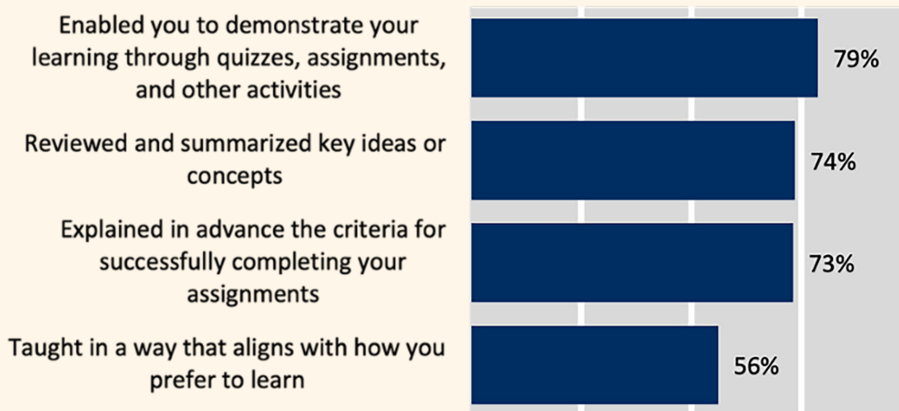 Enabled you to demonstrate your
learning through quizzes, assignments,
and other activities
79%
Reviewed and summarized key ideas or
concepts
74%
Explained in advance the criteria for
successfully completing your
assignments
73%
Taught in a way that aligns with how you
prefer to learn
56%